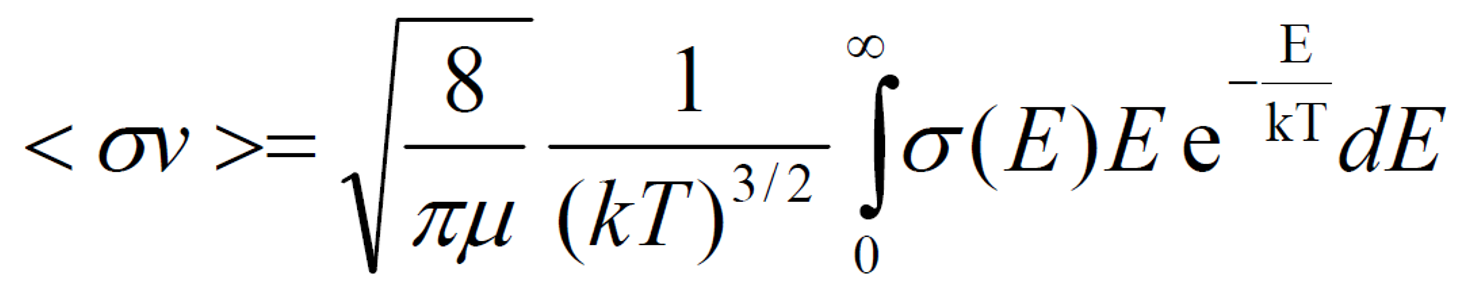 < σv >= √(8/πμ) 1/(kT)^{3/2} ∫_0^∞ σ(E) E e^{-E/kT} dE